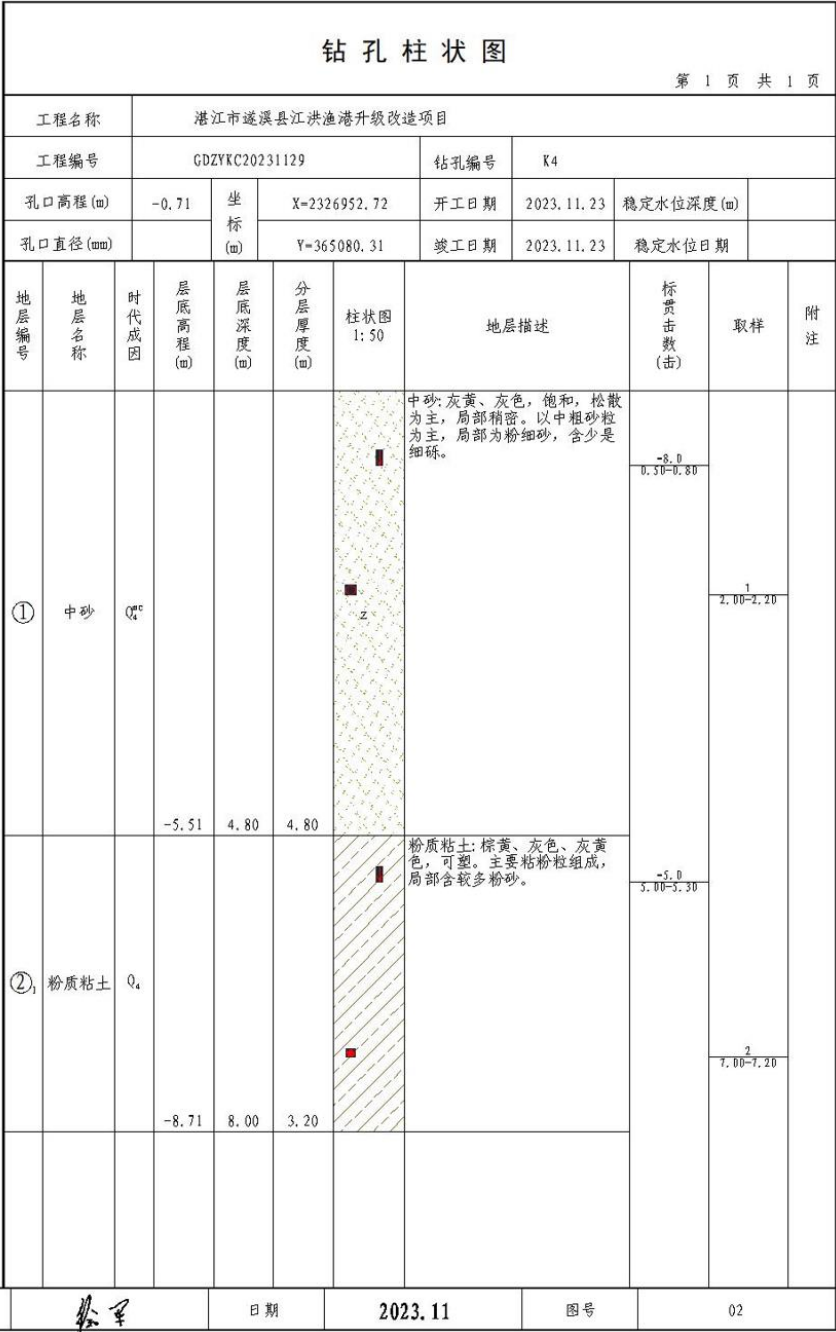 钻孔柱状图
第 1 页 共 1 页
工程名称 湛江市遂溪县江洪渔港升级改造项目
工程编号 GDZYKC20231129 钻孔编号 K4
孔口高程(m) -0.71 坐标(m) X=2326952.72 开工日期 2023.11.23 稳定水位深度(m)
孔口直径(mm) Y=365080.31 竣工日期 2023.11.23 稳定水位日期
地层编号 地层名称 时代成因 层底高程(m) 层底深度(m) 分层厚度(m) 柱状图 1:50 地层描述 标贯击数(击) 取样 附注
中砂:灰黄、灰色，饱和，松散
为主，局部稍密。以中粗砂粒
为主，局部为粉细砂，含少是
细砾。
-8.0
0.50-0.80
1
2.00-2.20
① 中砂 Q4mc z
-5.51 4.80 4.80
粉质粘土:棕黄、灰色、灰黄
色，可塑。主要粘粉粒组成，
局部含较多粉砂。
-5.0
5.00-5.30
②1 粉质粘土 Q4
2
7.00-7.20
-8.71 8.00 3.20
日期 2023.11 图号 02